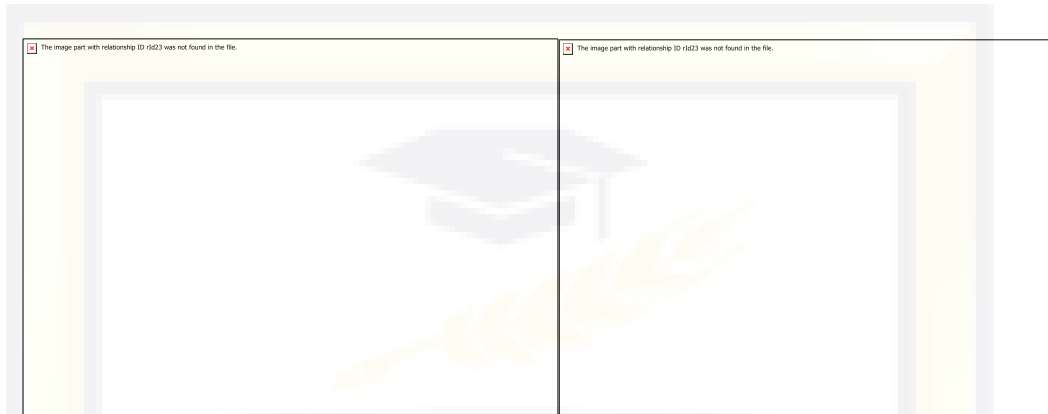 The image part with relationship ID rId23 was not found in the file.
The image part with relationship ID rId23 was not found in the file.